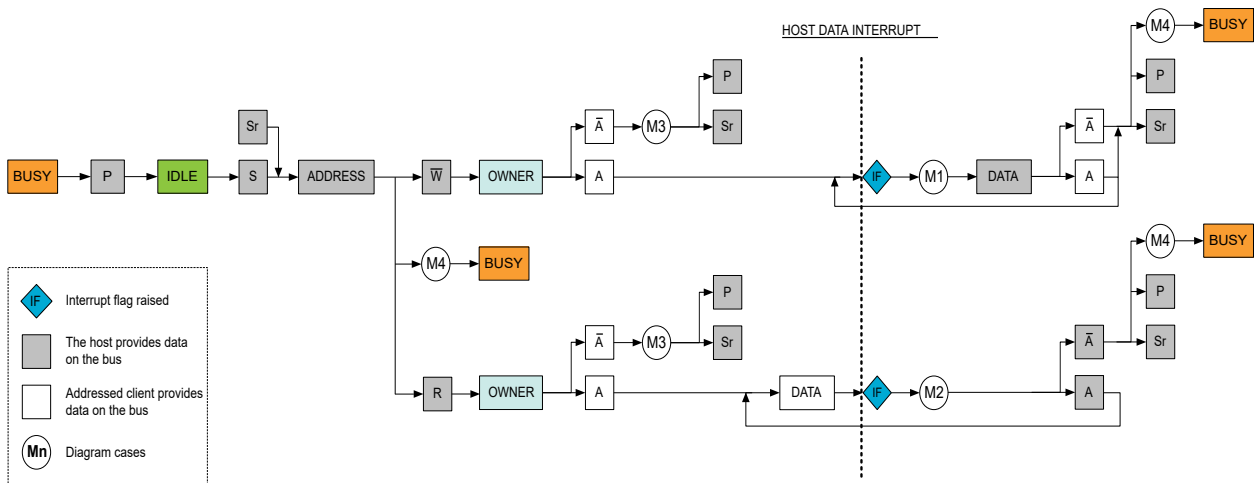 HOST DATA INTERRUPT
M4
BUSY
P
Sr
A̅
M3
P
Sr
A̅
Sr
BUSY
P
IDLE
S
ADDRESS
W̅
OWNER
A
IF
M1
DATA
A
M4
BUSY
M4
BUSY
P
Sr
A̅
M3
P
Sr
A̅
R
OWNER
A
DATA
IF
M2
A
IF
Interrupt flag raised
The host provides data
on the bus
Addressed client provides
data on the bus
Mn
Diagram cases